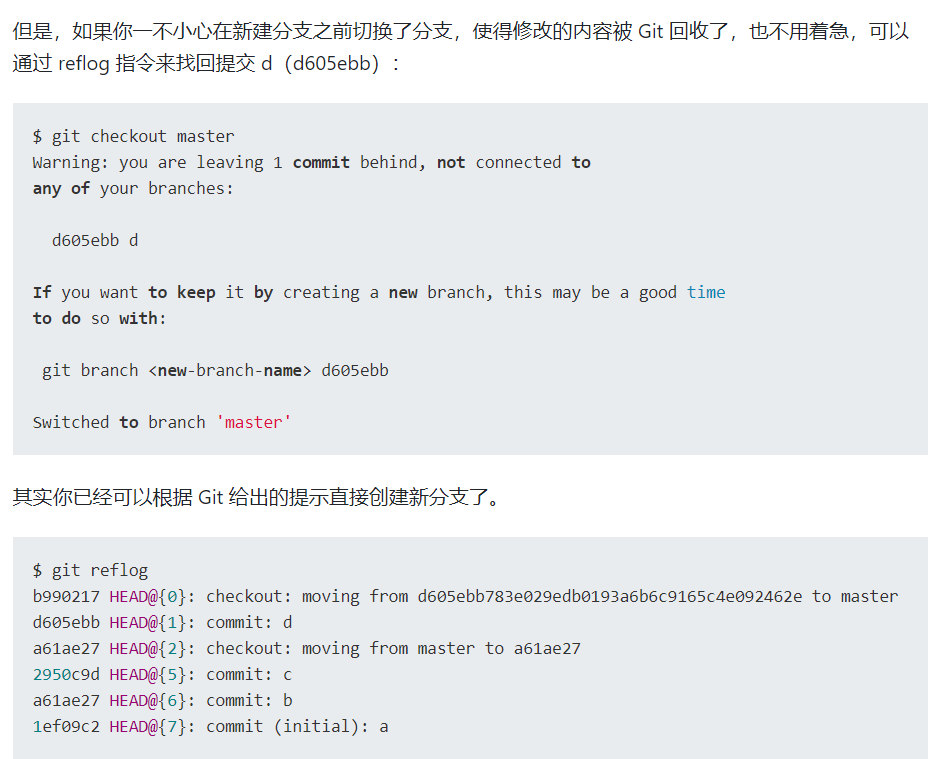 但是，如果你一不小心在新建分支之前切换了分支，使得修改的内容被 Git 回收了，也不用着急，可以
通过 reflog 指令来找回提交 d（d605ebb）：
$ git checkout master
Warning: you are leaving 1 commit behind, not connected to
any of your branches:
d605ebb d
If you want to keep it by creating a new branch, this may be a good time
to do so with:
git branch <new-branch-name> d605ebb
Switched to branch 'master'
其实你已经可以根据 Git 给出的提示直接创建新分支了。
$ git reflog
b990217 HEAD@{0}: checkout: moving from d605ebb783e029edb0193a6b6c9165c4e092462e to master
d605ebb HEAD@{1}: commit: d
a61ae27 HEAD@{2}: checkout: moving from master to a61ae27
2950c9d HEAD@{5}: commit: c
a61ae27 HEAD@{6}: commit: b
1ef09c2 HEAD@{7}: commit (initial): a